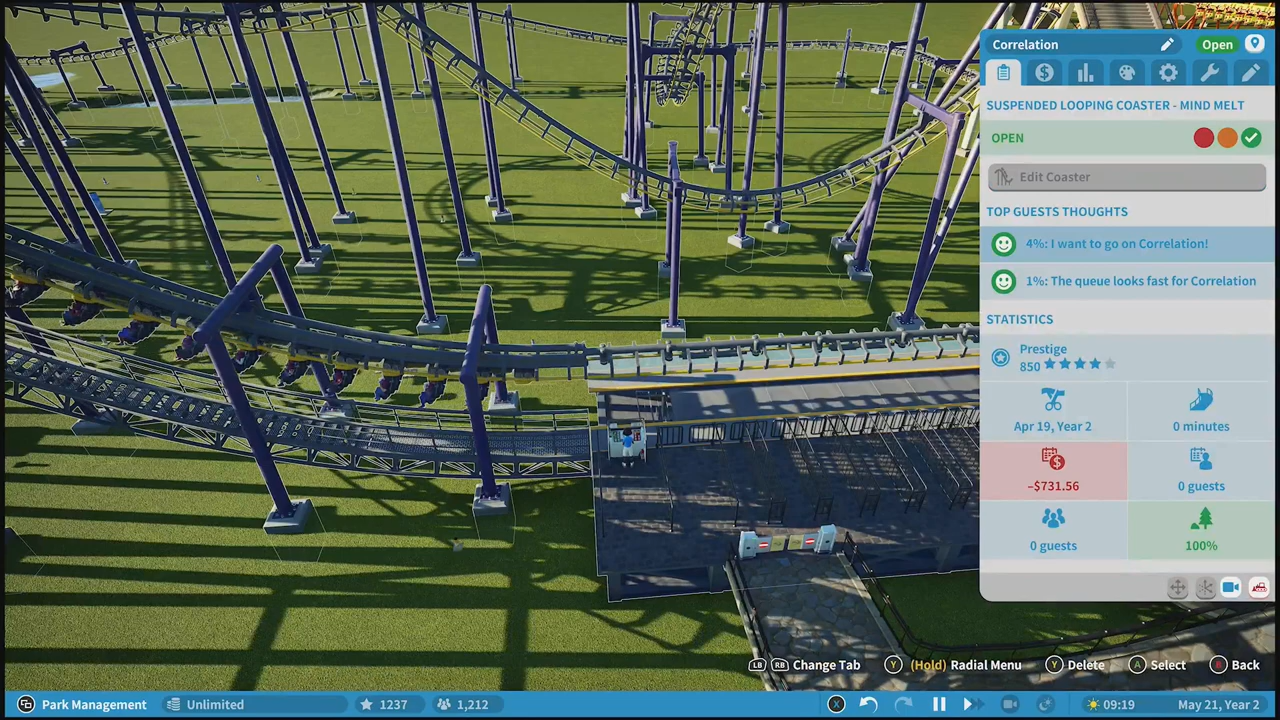 Correlation
Open
SUSPENDED LOOPING COASTER - MIND MELT
OPEN
Edit Coaster
TOP GUESTS THOUGHTS
4%: I want to go on Correlation!
1%: The queue looks fast for Correlation
STATISTICS
Prestige
850
Apr 19, Year 2
0 minutes
-$731.56
0 guests
0 guests
100%
LB RB Change Tab
Y (Hold) Radial Menu
Y Delete
A Select
B Back
Park Management
Unlimited
1237
1,212
X
09:19
May 21, Year 2